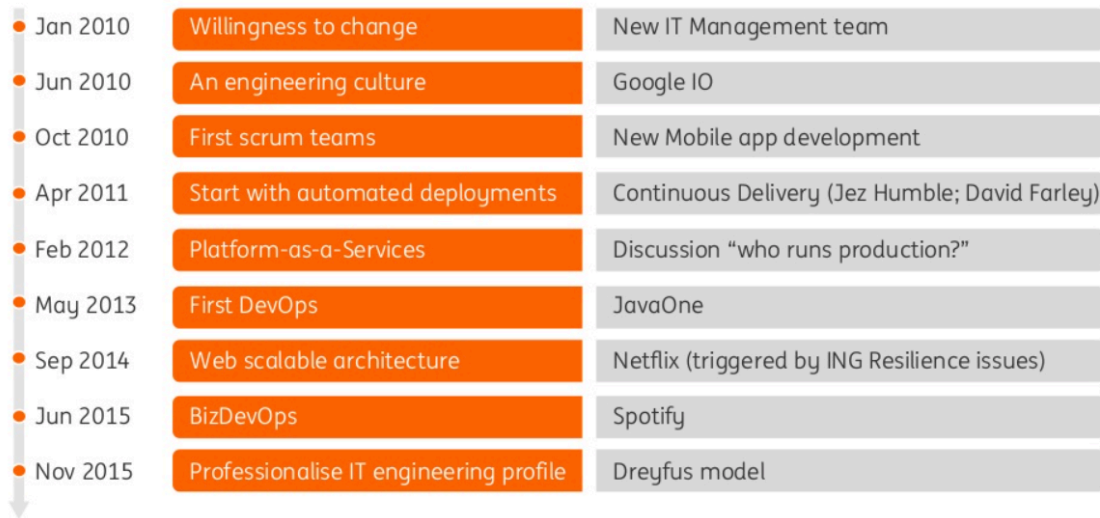 Jan 2010 Willingness to change New IT Management team
Jun 2010 An engineering culture Google IO
Oct 2010 First scrum teams New Mobile app development
Apr 2011 Start with automated deployments Continuous Delivery (Jez Humble; David Farley)
Feb 2012 Platform-as-a-Services Discussion “who runs production?”
May 2013 First DevOps JavaOne
Sep 2014 Web scalable architecture Netflix (triggered by ING Resilience issues)
Jun 2015 BizDevOps Spotify
Nov 2015 Professionalise IT engineering profile Dreyfus model